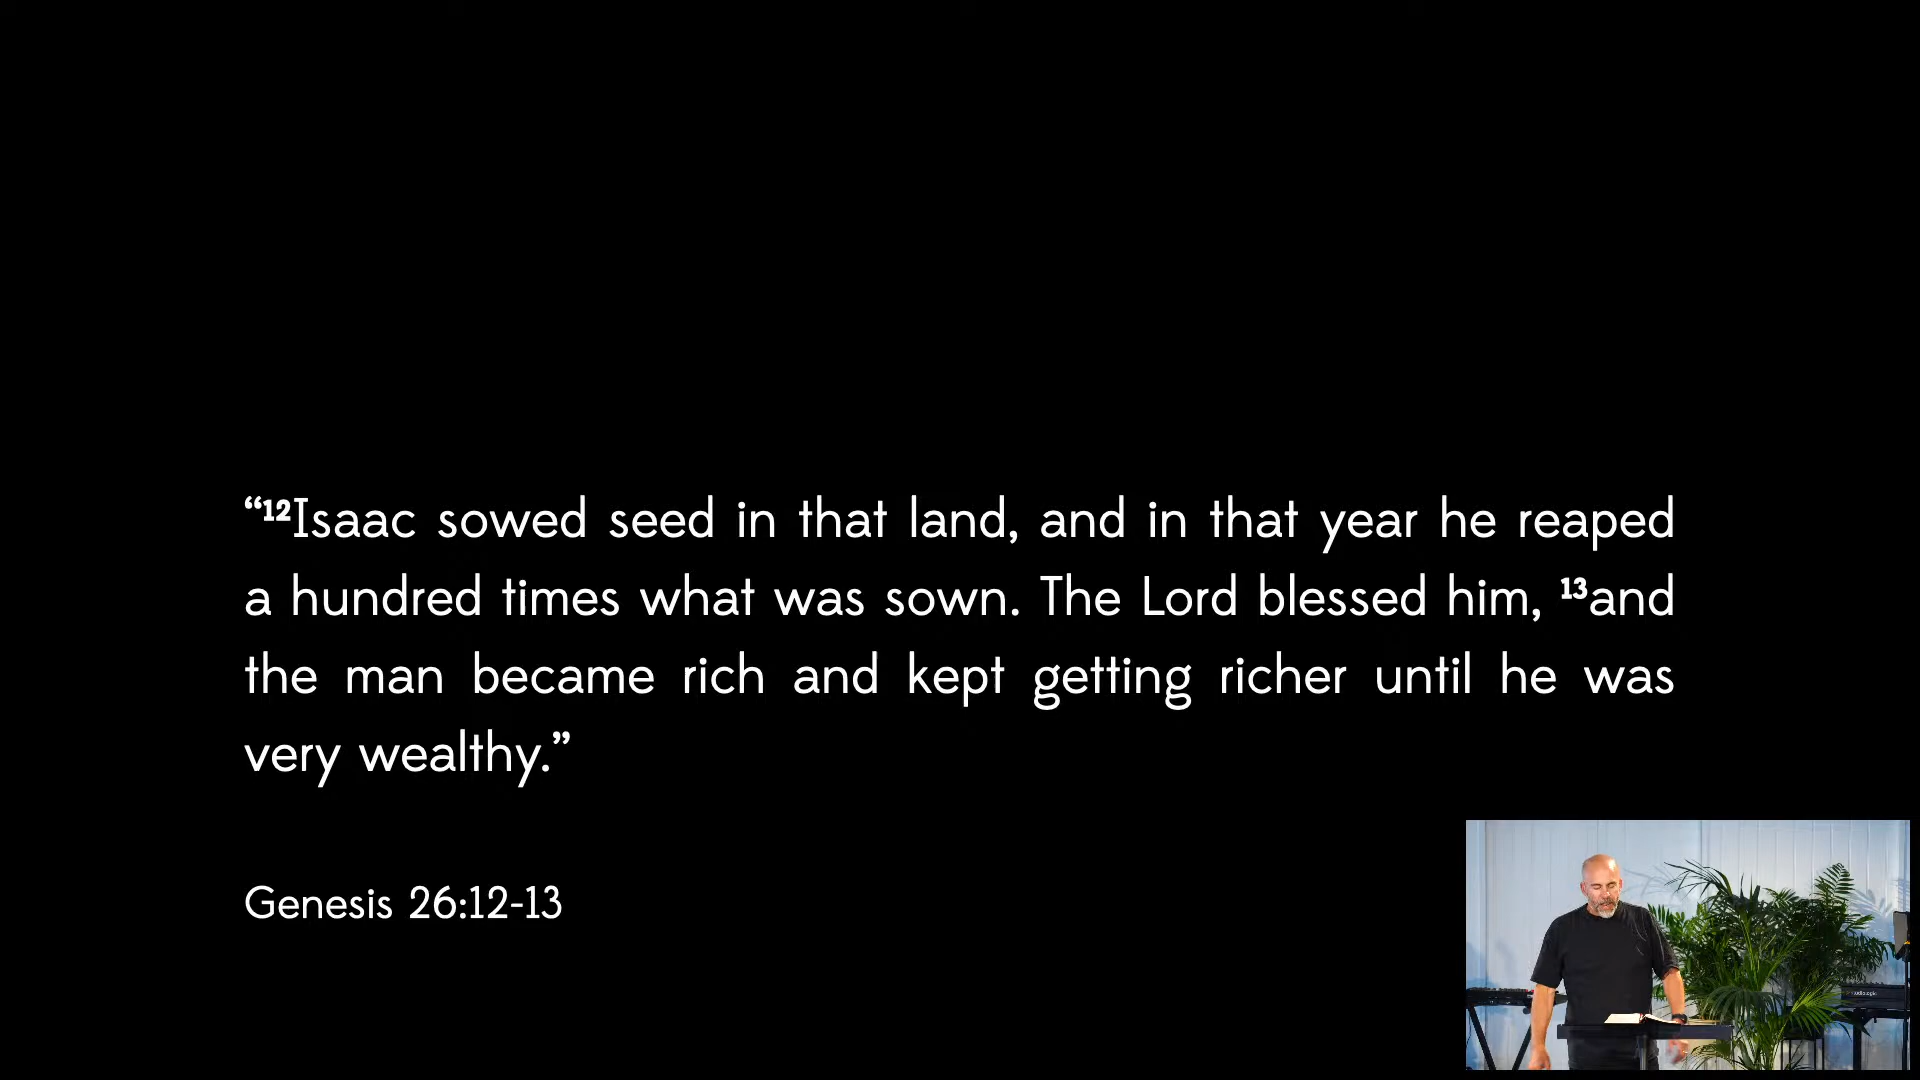 “¹²Isaac sowed seed in that land, and in that year he reaped
a hundred times what was sown. The Lord blessed him, ¹³and
the man became rich and kept getting richer until he was
very wealthy.”
Genesis 26:12-13